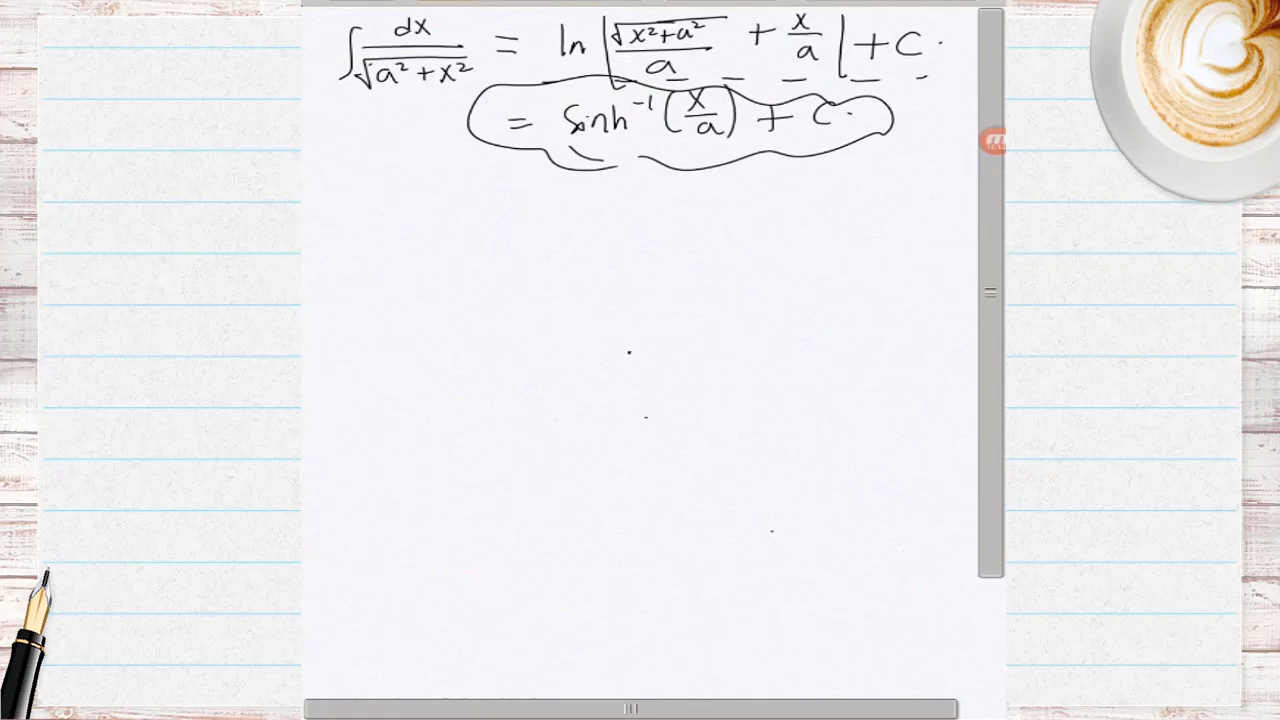 ∫ dx/√(a² + x²) = ln |√(x²+a²)/a + x/a| + C.
= sinh⁻¹ (x/a) + C.